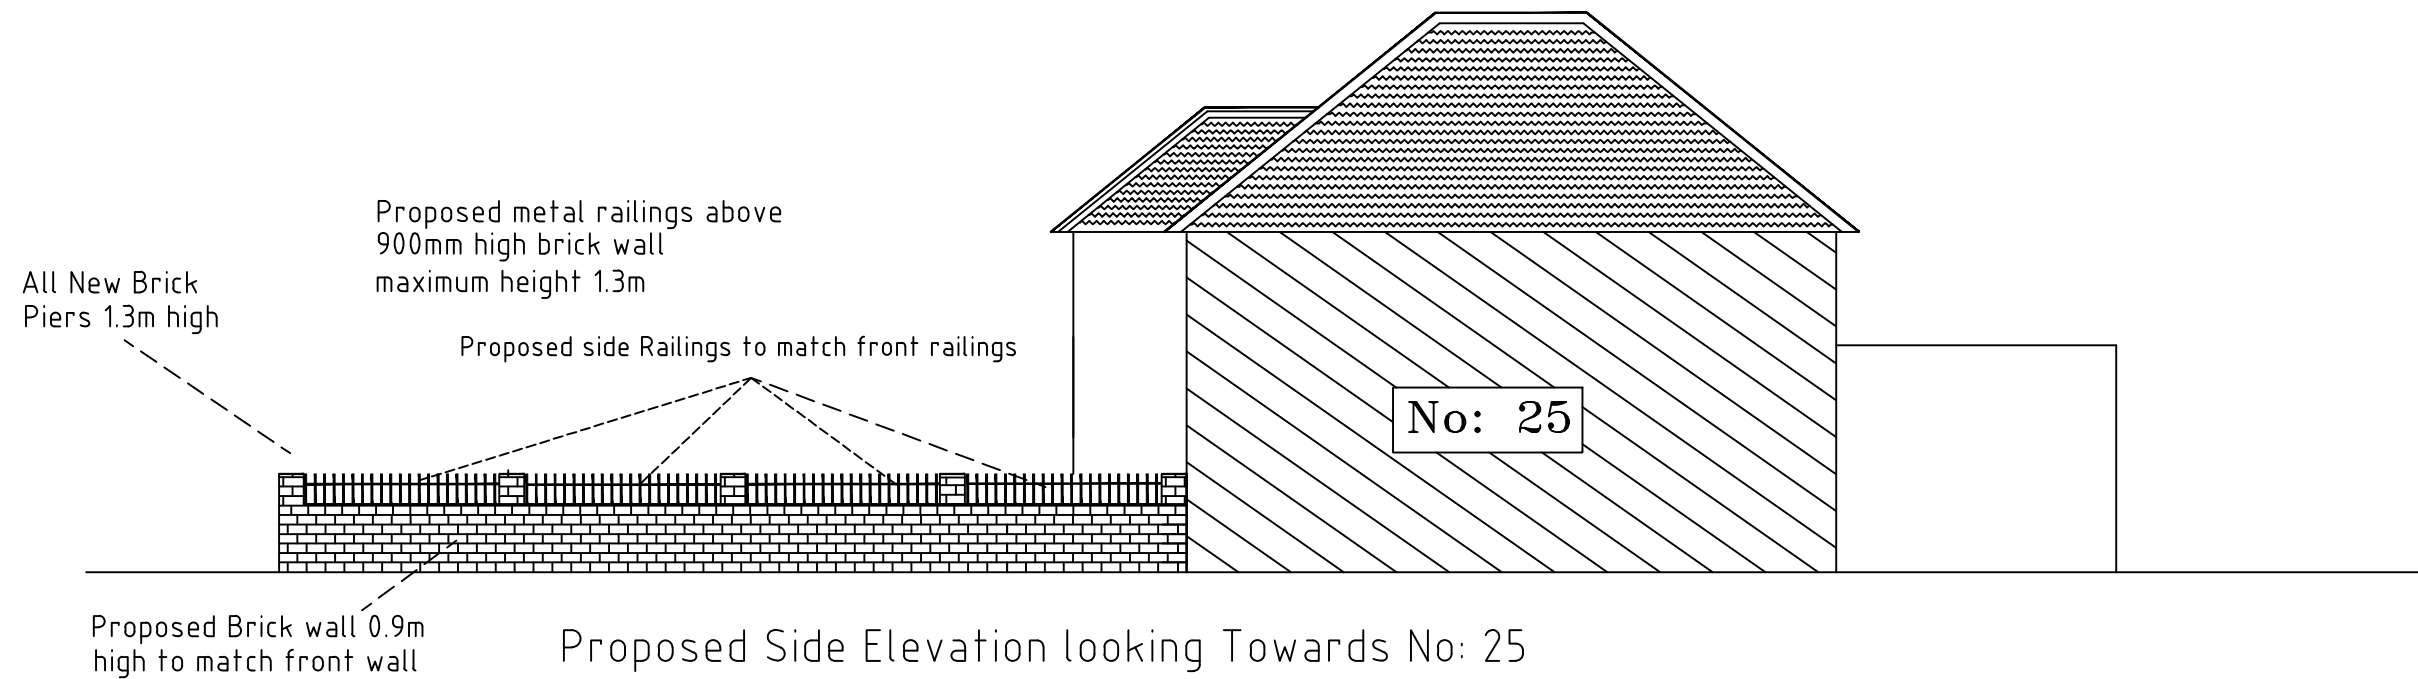 Proposed metal railings above
900mm high brick wall
maximum height 1.3m
All New Brick
Piers 1.3m high
Proposed side Railings to match front railings
No: 25
Proposed Brick wall 0.9m
high to match front wall
Proposed Side Elevation looking Towards No: 25